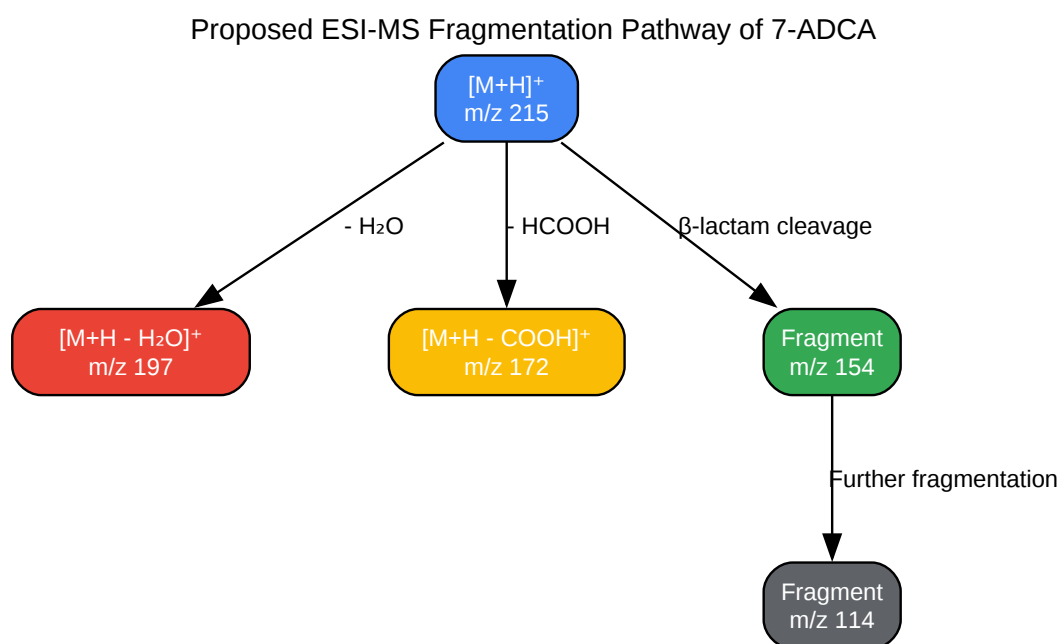 Proposed ESI-MS Fragmentation Pathway of 7-ADCA
[M+H]⁺
m/z 215
- H₂O
- HCOOH
β-lactam cleavage
[M+H - H₂O]⁺
m/z 197
[M+H - COOH]⁺
m/z 172
Fragment
m/z 154
Further fragmentation
Fragment
m/z 114